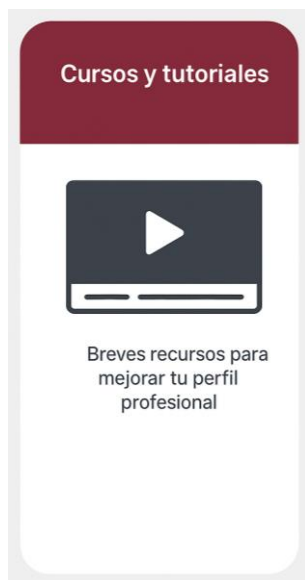 Cursos y tutoriales
Breves recursos para
mejorar tu perfil
profesional